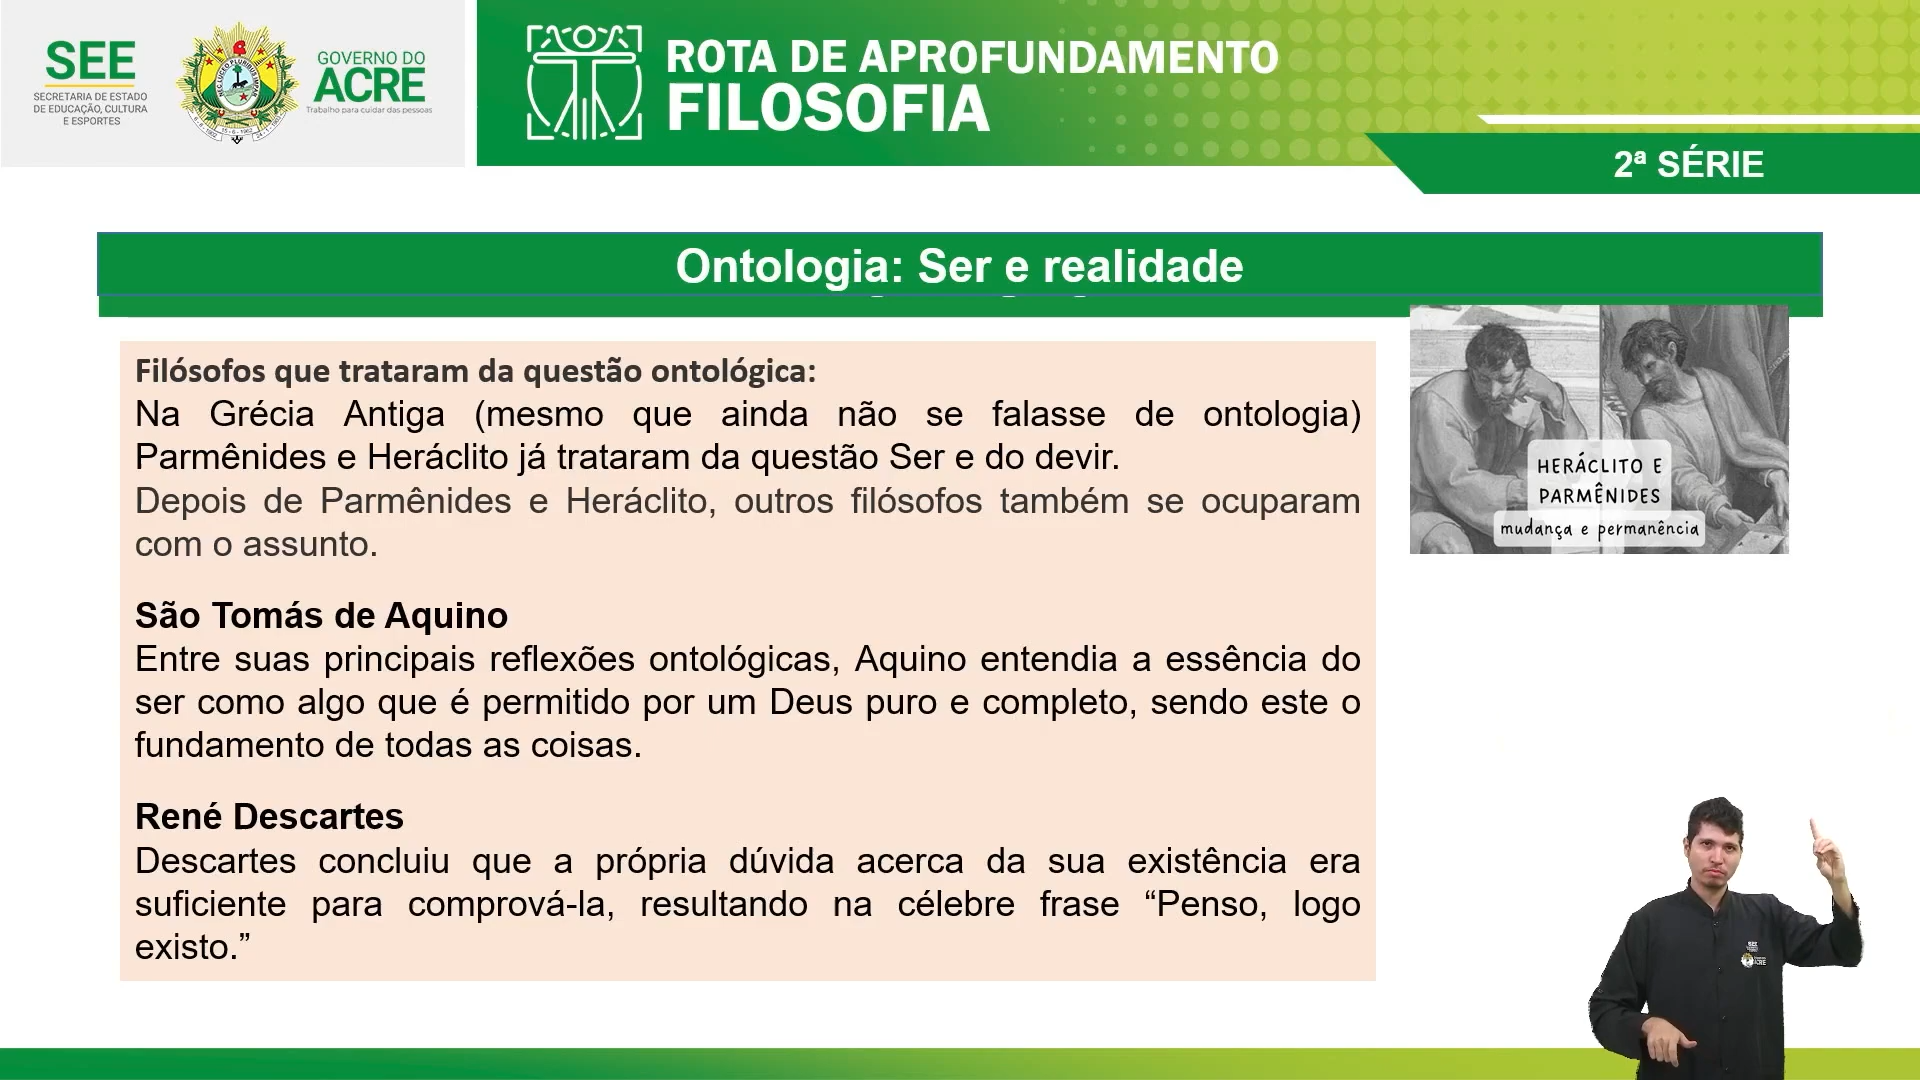 SEE
SECRETARIA DE ESTADO
DE EDUCAÇÃO, CULTURA
E ESPORTES
GOVERNO DO
ACRE
Trabalho para cuidar das pessoas
ROTA DE APROFUNDAMENTO
FILOSOFIA
2ª SÉRIE
Ontologia: Ser e realidade
Filósofos que trataram da questão ontológica:
Na Grécia Antiga (mesmo que ainda não se falasse de ontologia)
Parmênides e Heráclito já trataram da questão Ser e do devir.
Depois de Parmênides e Heráclito, outros filósofos também se ocuparam
com o assunto.
São Tomás de Aquino
Entre suas principais reflexões ontológicas, Aquino entendia a essência do
ser como algo que é permitido por um Deus puro e completo, sendo este o
fundamento de todas as coisas.
René Descartes
Descartes concluiu que a própria dúvida acerca da sua existência era
suficiente para comprová-la, resultando na célebre frase “Penso, logo
existo.”
HERÁCLITO E
PARMÊNIDES
mudança e permanência
SEE
ACRE